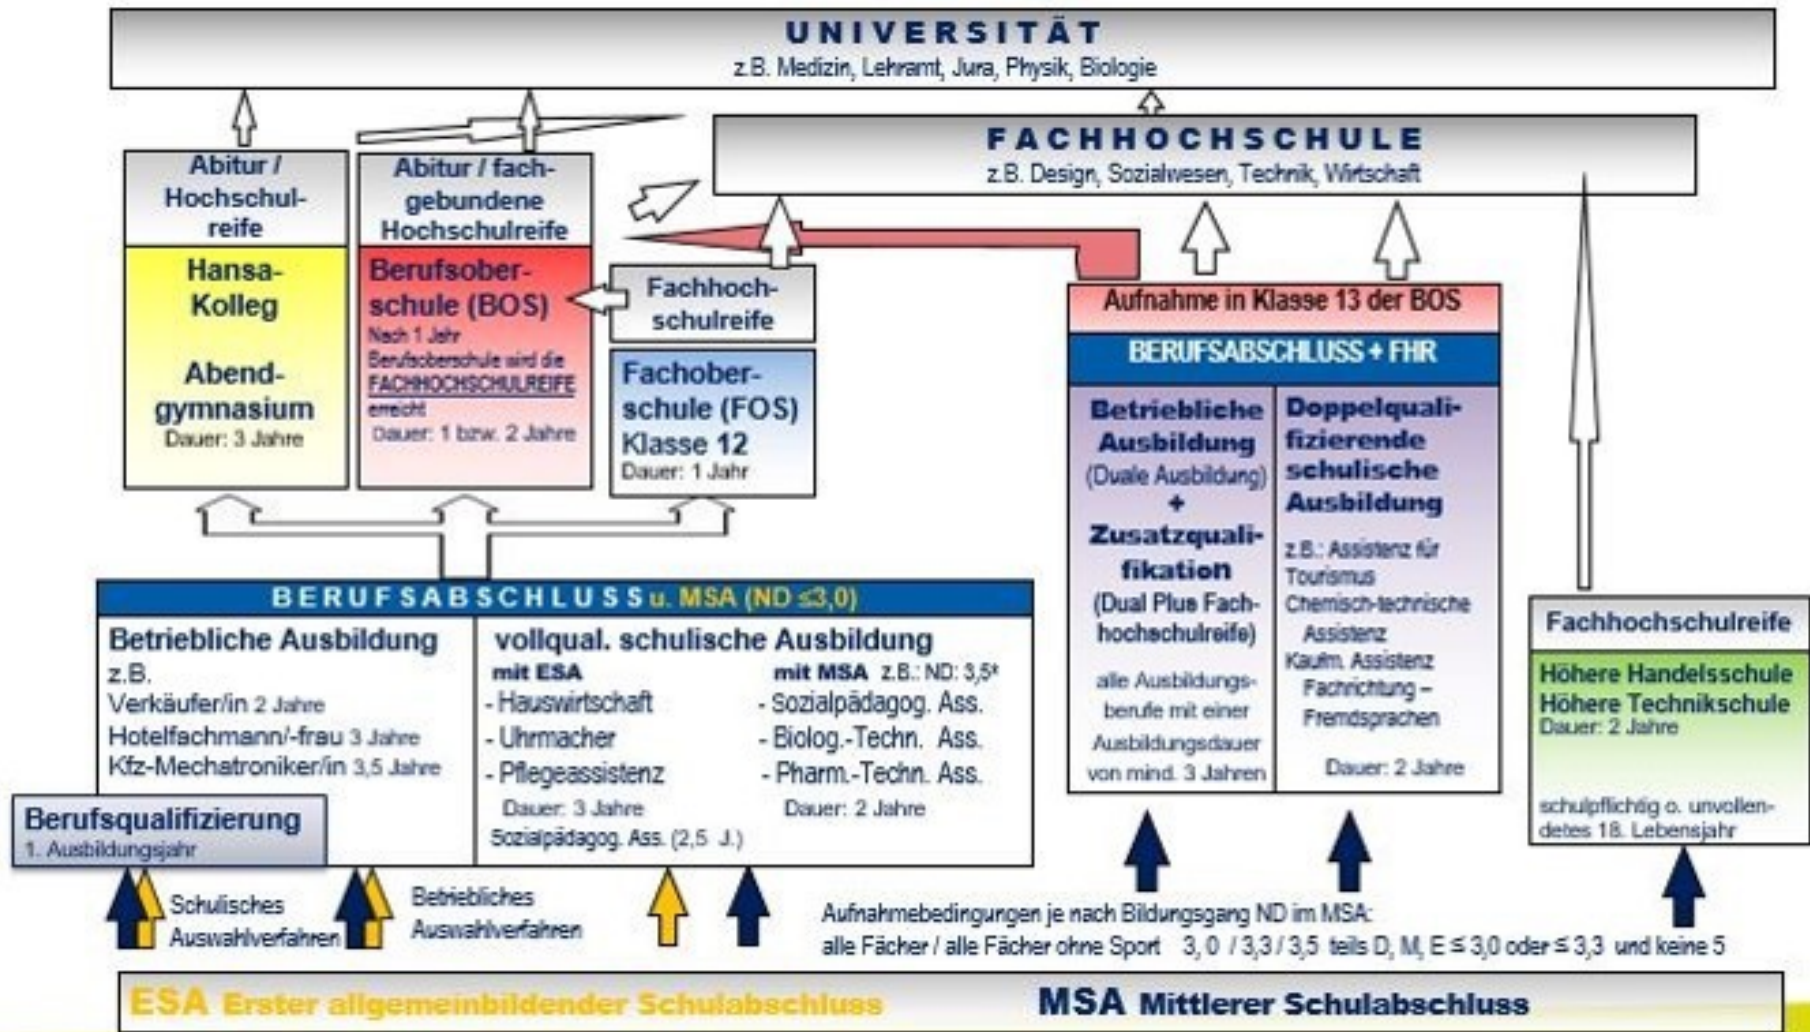 UNIVERSITÄT
z.B. Medizin, Lehramt, Jura, Physik, Biologie
FACHHOCHSCHULE
z.B. Design, Sozialwesen, Technik, Wirtschaft
Abitur /
Hochschul-
reife
Hansa-
Kolleg
Abend-
gymnasium
Dauer: 3 Jahre
Abitur / fach-
gebundene
Hochschulreife
Berufsober-
schule (BOS)
Nach 1 Jahr
Berufsoberschule wird die
FACHHOCHSCHULREIFE
erreicht
Dauer: 1 bzw. 2 Jahre
Fachhoch-
schulreife
Fachober-
schule (FOS)
Klasse 12
Dauer: 1 Jahr
Aufnahme in Klasse 13 der BOS
BERUFSABSCHLUSS + FHR
Betriebliche
Ausbildung
(Duale Ausbildung)
+
Zusatzquali-
fikation
(Dual Plus Fach-
hochschulreife)
alle Ausbildungs-
berufe mit einer
Ausbildungsdauer
von mind. 3 Jahren
Doppelquali-
fizierende
schulische
Ausbildung
z.B.: Assistenz für
Tourismus
Chemisch-technische
Assistenz
Kaufm. Assistenz
Fachrichtung –
Fremdsprachen
Dauer: 2 Jahre
Fachhochschulreife
Höhere Handelsschule
Höhere Technikschule
Dauer: 2 Jahre
schulpflichtig o. unvollen-
detes 18. Lebensjahr
BERUFSABSCHLUSS u. MSA (ND ≤3,0)
Betriebliche Ausbildung
z.B.
Verkäufer/in 2 Jahre
Hotelfachmann/-frau 3 Jahre
Kfz-Mechatroniker/in 3,5 Jahre
vollqual. schulische Ausbildung
mit ESA
- Hauswirtschaft
- Uhrmacher
- Pflegeassistenz
Dauer: 3 Jahre
Sozialpädagog. Ass. (2,5 J.)
mit MSA z.B.: ND: 3,5*
- Sozialpädagog. Ass.
- Biolog.-Techn. Ass.
- Pharm.-Techn. Ass.
Dauer: 2 Jahre
Berufsqualifizierung
1. Ausbildungsjahr
Schulisches
Auswahlverfahren
Betriebliches
Auswahlverfahren
Aufnahmebedingungen je nach Bildungsgang ND im MSA:
alle Fächer / alle Fächer ohne Sport 3, 0 / 3,3 / 3,5 teils D, M, E ≤ 3,0 oder ≤ 3,3 und keine 5
ESA Erster allgemeinbildender Schulabschluss
MSA Mittlerer Schulabschluss